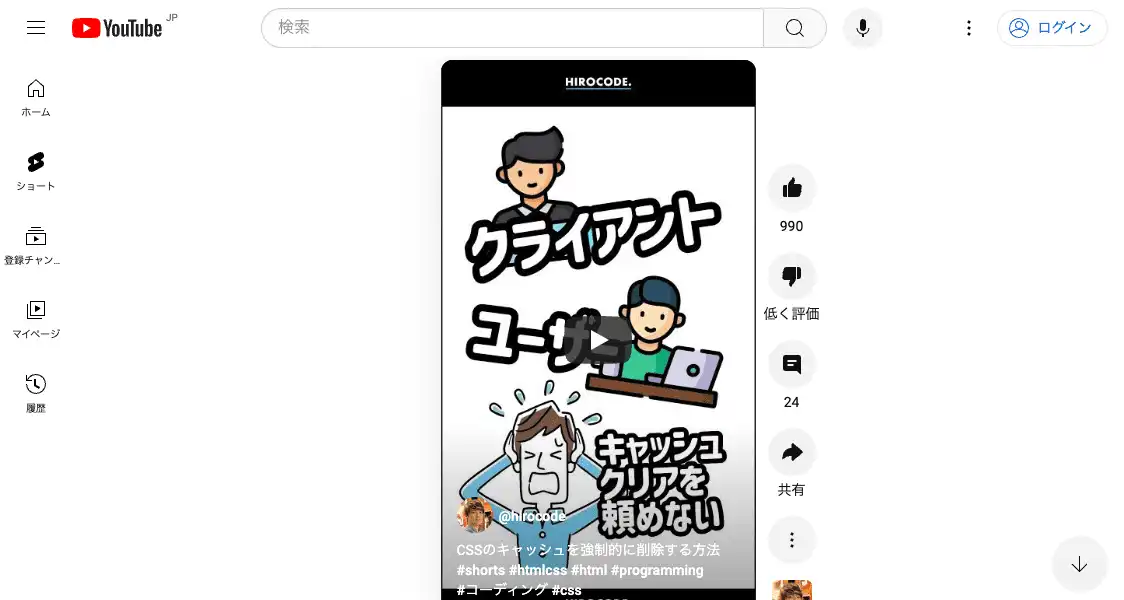 YouTube JP
検索
ログイン
ホーム
ショート
登録チャン...
マイページ
履歴
HIROCODE.
クライアント
ユーザー
キャッシュ
クリアを
頼めない
@hirocode
CSSのキャッシュを強制的に削除する方法
#shorts #htmlcss #html #programming
#コーディング #css
990
低く評価
24
共有